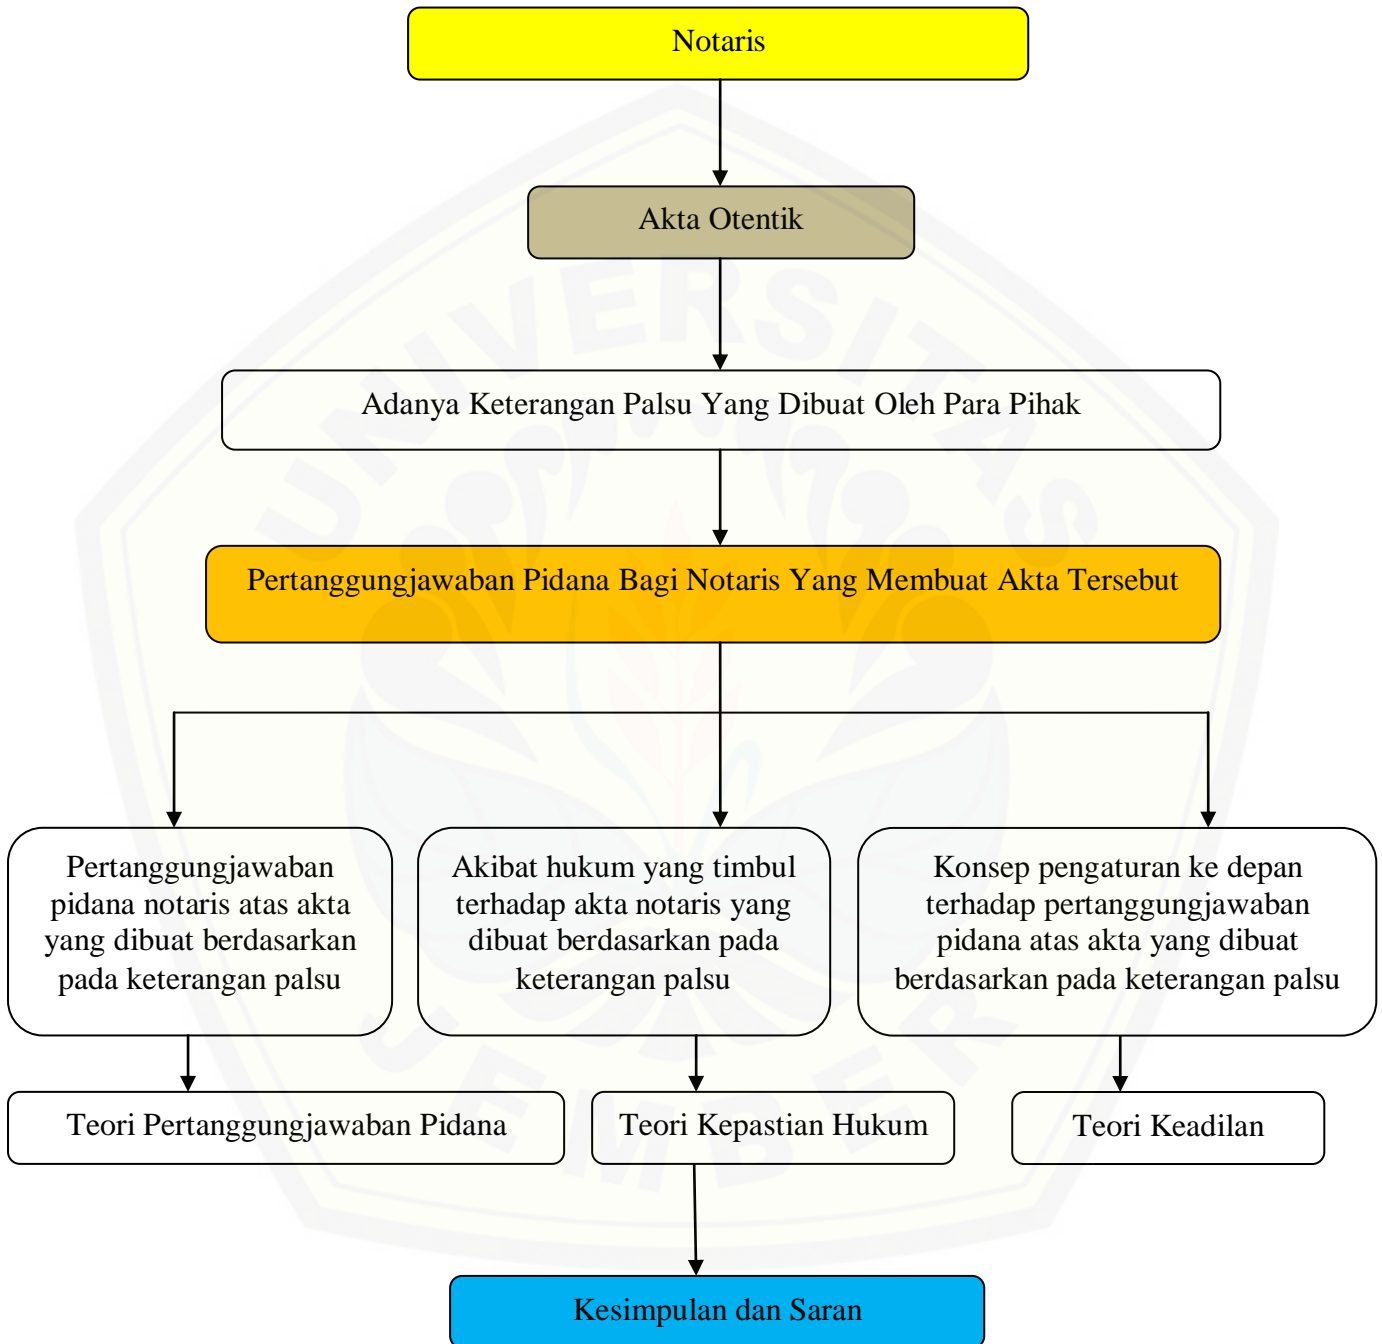 Notaris
Akta Otentik
Adanya Keterangan Palsu Yang Dibuat Oleh Para Pihak
Pertanggungjawaban Pidana Bagi Notaris Yang Membuat Akta Tersebut
Pertanggungjawaban
pidana notaris atas akta
yang dibuat berdasarkan
pada keterangan palsu
Akibat hukum yang timbul
terhadap akta notaris yang
dibuat berdasarkan pada
keterangan palsu
Konsep pengaturan ke depan
terhadap pertanggungjawaban
pidana atas akta yang dibuat
berdasarkan pada keterangan palsu
Teori Pertanggungjawaban Pidana
Teori Kepastian Hukum
Teori Keadilan
Kesimpulan dan Saran
UNIVERSITAS
JEMBER